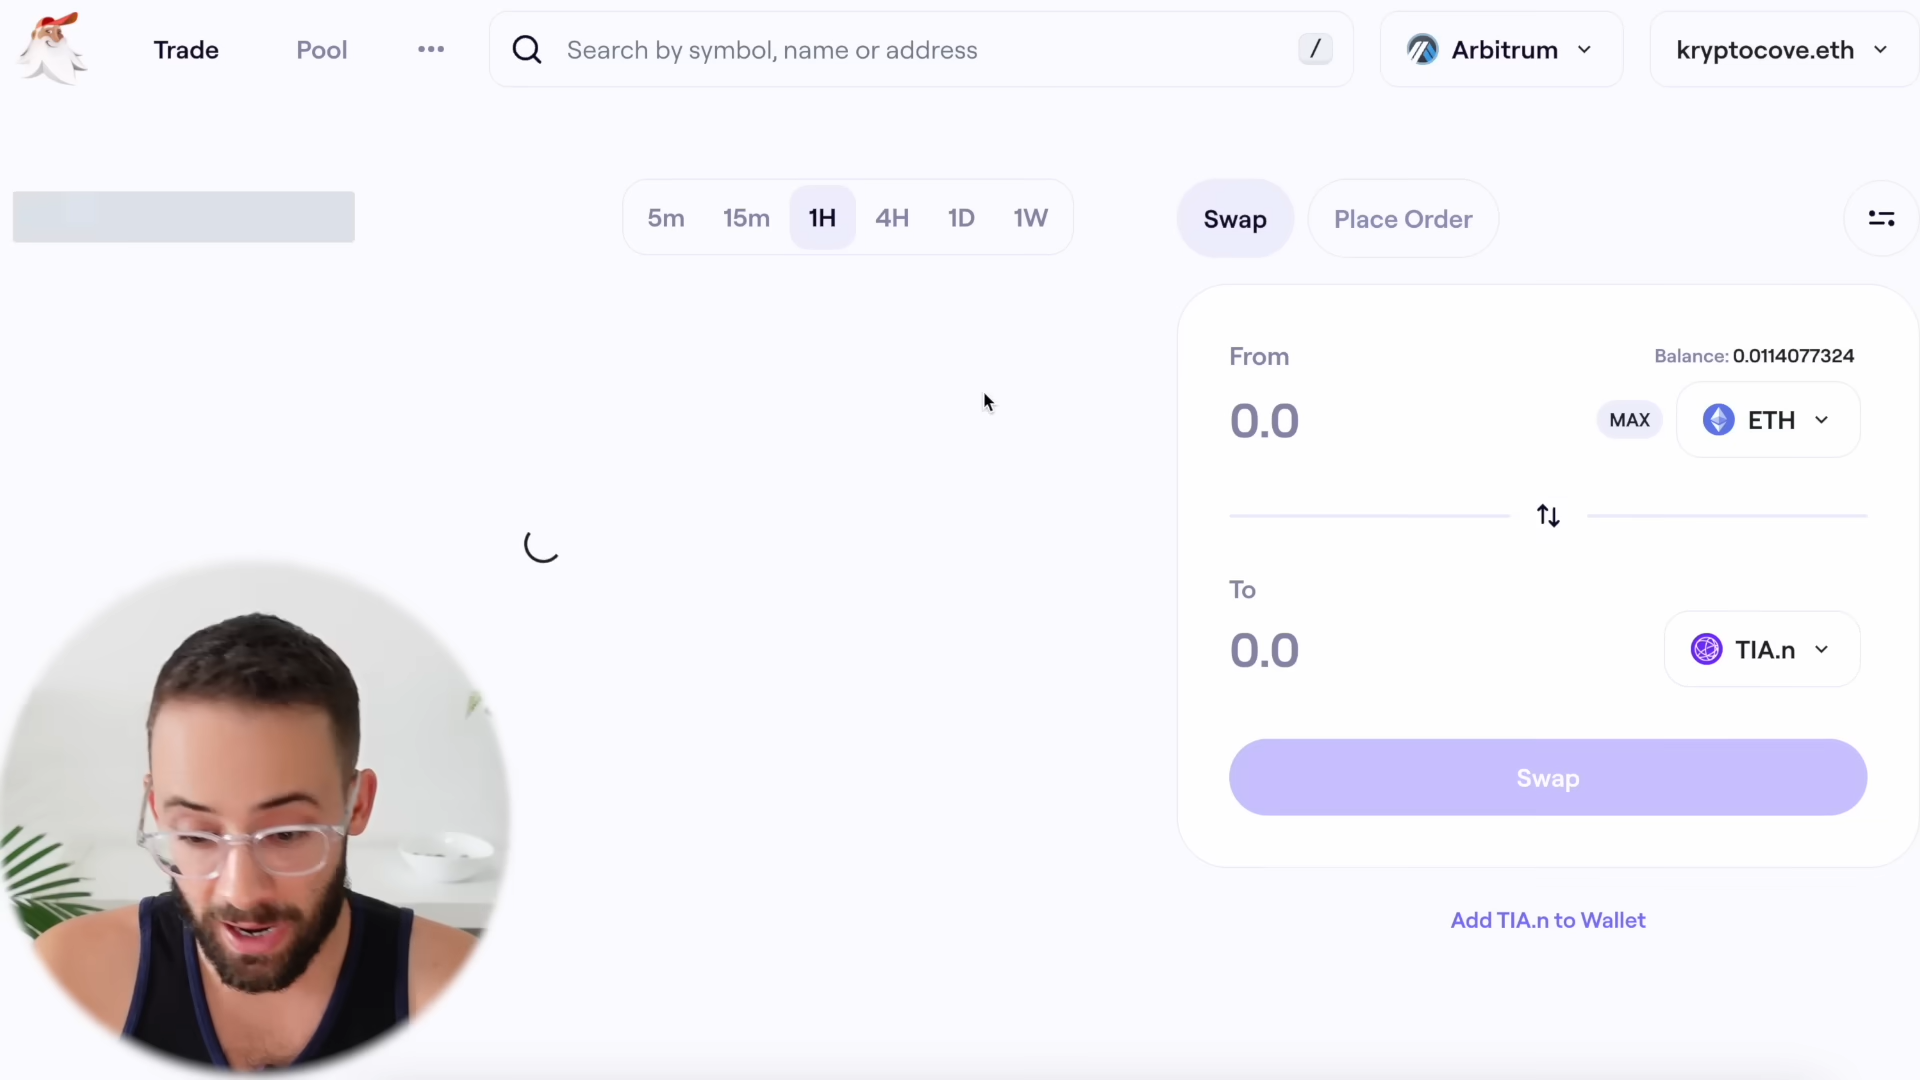 Trade
Pool
Search by symbol, name or address
/
Arbitrum
kryptocove.eth
5m
15m
1H
4H
1D
1W
Swap
Place Order
From
Balance: 0.0114077324
0.0
MAX
ETH
To
0.0
TIA.n
Swap
Add TIA.n to Wallet